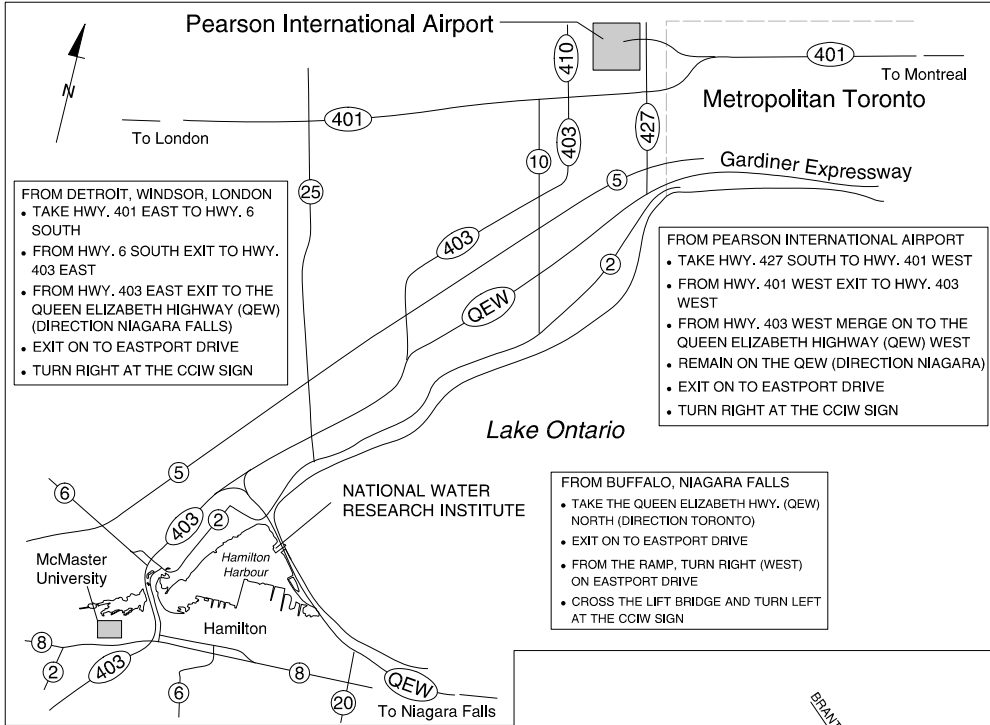 Pearson International Airport
410
401
To Montreal
N
401
To London
Metropolitan Toronto
427
403
10
5
Gardiner Expressway
25
FROM DETROIT, WINDSOR, LONDON
• TAKE HWY. 401 EAST TO HWY. 6
SOUTH
• FROM HWY. 6 SOUTH EXIT TO HWY.
403 EAST
• FROM HWY. 403 EAST EXIT TO THE
QUEEN ELIZABETH HIGHWAY (QEW)
(DIRECTION NIAGARA FALLS)
• EXIT ON TO EASTPORT DRIVE
• TURN RIGHT AT THE CCIW SIGN
403
2
QEW
FROM PEARSON INTERNATIONAL AIRPORT
• TAKE HWY. 427 SOUTH TO HWY. 401 WEST
• FROM HWY. 401 WEST EXIT TO HWY. 403
WEST
• FROM HWY. 403 WEST MERGE ON TO THE
QUEEN ELIZABETH HIGHWAY (QEW) WEST
• REMAIN ON THE QEW (DIRECTION NIAGARA)
• EXIT ON TO EASTPORT DRIVE
• TURN RIGHT AT THE CCIW SIGN
Lake Ontario
5
6
403
2
NATIONAL WATER
RESEARCH INSTITUTE
FROM BUFFALO, NIAGARA FALLS
• TAKE THE QUEEN ELIZABETH HWY. (QEW)
NORTH (DIRECTION TORONTO)
• EXIT ON TO EASTPORT DRIVE
• FROM THE RAMP, TURN RIGHT (WEST)
ON EASTPORT DRIVE
• CROSS THE LIFT BRIDGE AND TURN LEFT
AT THE CCIW SIGN
McMaster
University
Hamilton
Harbour
Hamilton
8
2
403
6
8
20
QEW
To Niagara Falls
BRANT